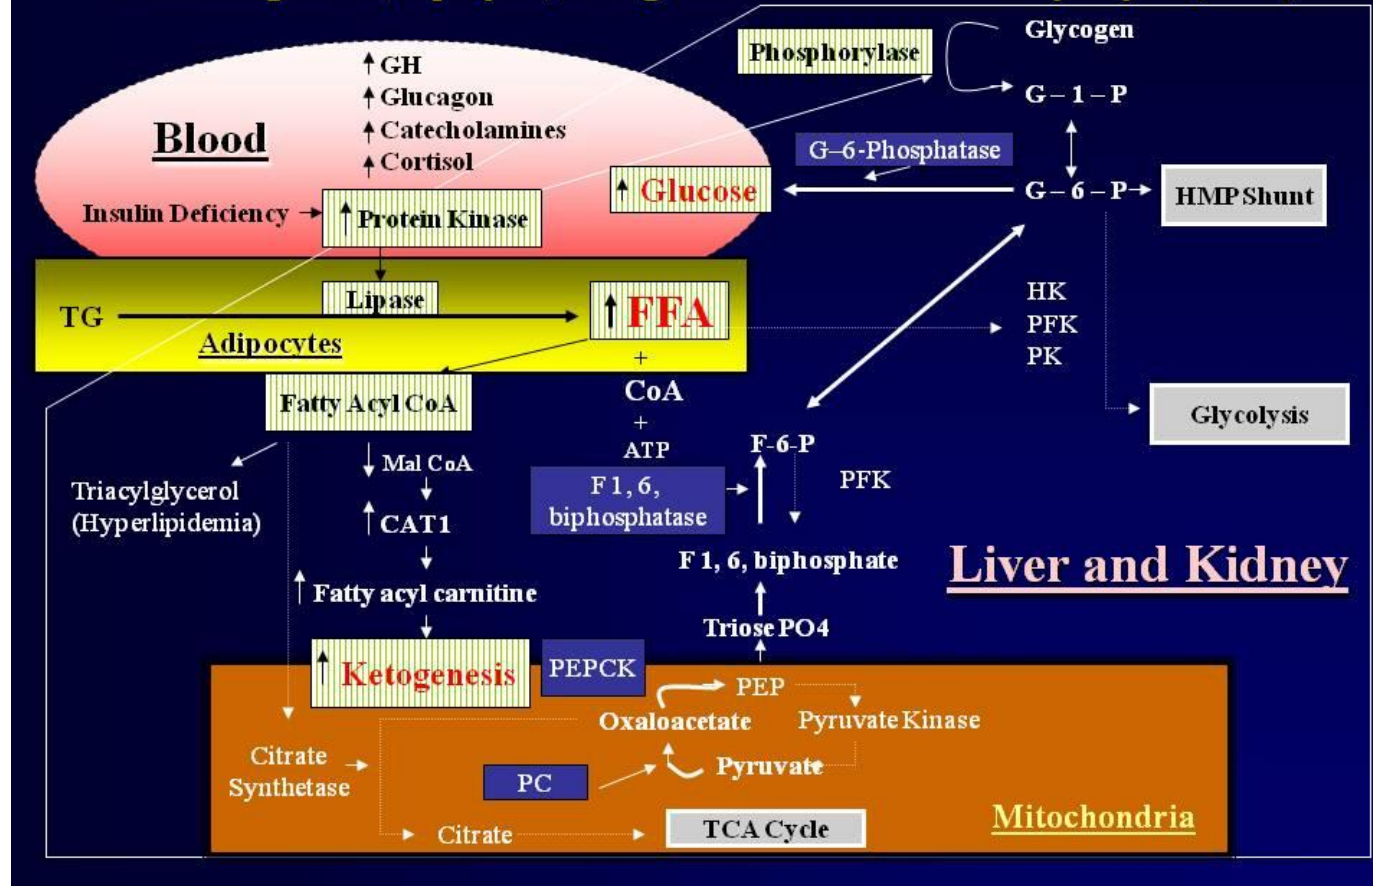 Glycogen
Phosphorylase
↑ GH
↑ Glucagon
↑ Catecholamines
↑ Cortisol
G – 1 – P
Blood
G–6-Phosphatase
↑ Glucose
G – 6 – P
HMP Shunt
Insulin Deficiency
↑ Protein Kinase
Lipase
TG
↑ FFA
Adipocytes
HK
PFK
PK
+
CoA
+
ATP
Fatty Acyl CoA
Glycolysis
F-6-P
Mal CoA
PFK
Triacylglycerol
(Hyperlipidemia)
F 1, 6,
biphosphatase
↑ CAT1
F 1, 6, biphosphate
Liver and Kidney
↑ Fatty acyl carnitine
Triose PO4
↑ Ketogenesis
PEPCK
PEP
Oxaloacetate
Pyruvate Kinase
Citrate
Synthetase
Pyruvate
PC
Mitochondria
Citrate
TCA Cycle